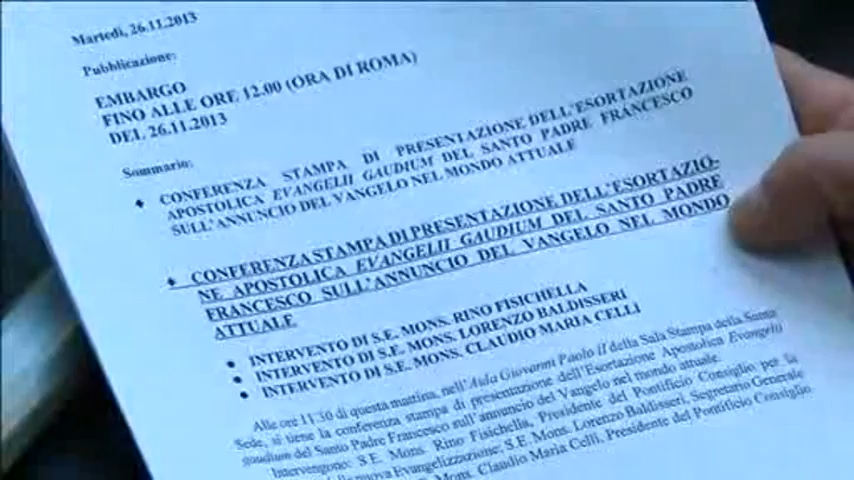 Martedì, 26.11.2013
Pubblicazione:
EMBARGO
FINO ALLE ORE 12.00 (ORA DI ROMA)
DEL 26.11.2013
Sommario:
♦ CONFERENZA STAMPA DI PRESENTAZIONE DELL'ESORTAZIONE
APOSTOLICA EVANGELII GAUDIUM DEL SANTO PADRE FRANCESCO
SULL'ANNUNCIO DEL VANGELO NEL MONDO ATTUALE
♦ CONFERENZA STAMPA DI PRESENTAZIONE DELL'ESORTAZIO-
NE APOSTOLICA EVANGELII GAUDIUM DEL SANTO PADRE
FRANCESCO SULL'ANNUNCIO DEL VANGELO NEL MONDO
ATTUALE
● INTERVENTO DI S.E. MONS. RINO FISICHELLA
● INTERVENTO DI S.E. MONS. LORENZO BALDISSERI
● INTERVENTO DI S.E. MONS. CLAUDIO MARIA CELLI
Alle ore 11:30 di questa mattina, nell'Aula Giovanni Paolo II della Sala Stampa della Santa
Sede, si tiene la conferenza stampa di presentazione dell'Esortazione Apostolica Evangelii
gaudium del Santo Padre Francesco sull'annuncio del Vangelo nel mondo attuale.
Intervengono: S.E. Mons. Rino Fisichella, Presidente del Pontificio Consiglio per la
della nuova Evangelizzazione; S.E. Mons. Lorenzo Baldisseri, Segretario Generale
Mons. Claudio Maria Celli, Presidente del Pontificio Consiglio